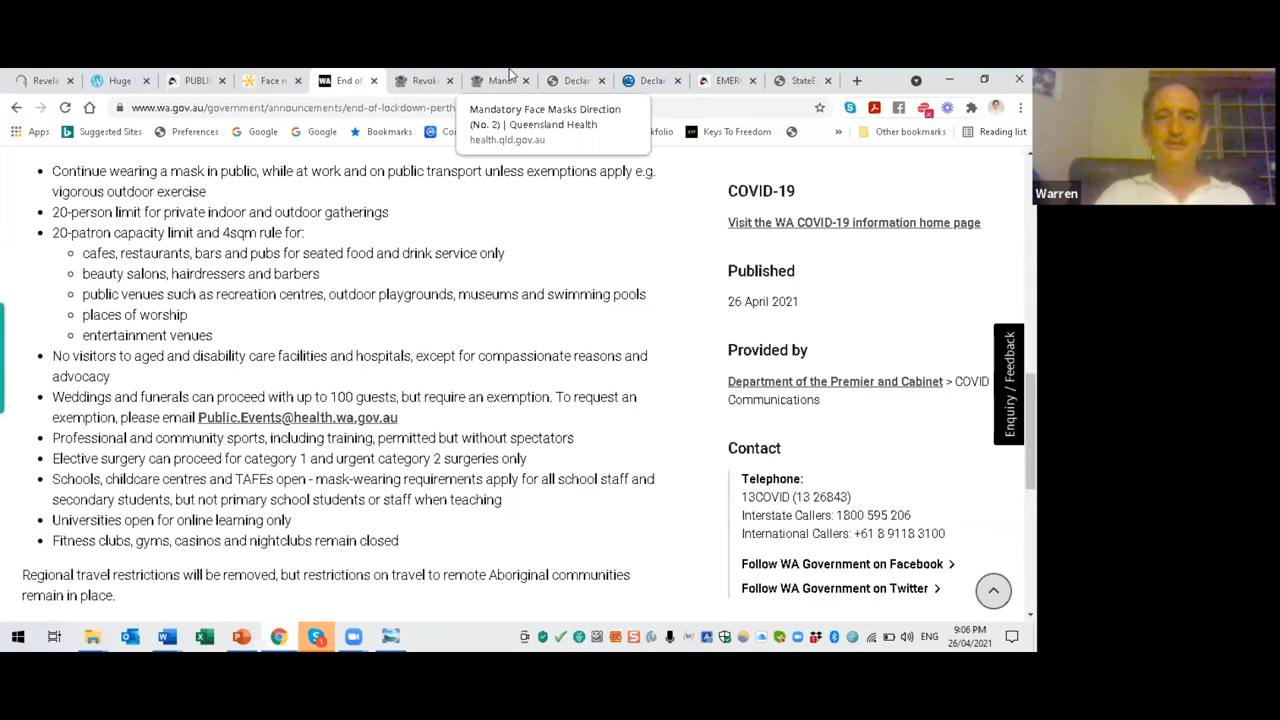 Revela
Huge
PUBLIC
Face n
WA End of
Revok
Mand
Declar
Declar
EMER
StateE
www.wa.gov.au/government/announcements/end-of-lockdown-perth
Apps
Suggested Sites
Preferences
Google
Google
Bookmarks
folio
KTF Keys To Freedom
»
Other bookmarks
Reading list
Mandatory Face Masks Direction
(No. 2) | Queensland Health
health.qld.gov.au
• Continue wearing a mask in public, while at work and on public transport unless exemptions apply e.g.
vigorous outdoor exercise
• 20-person limit for private indoor and outdoor gatherings
• 20-patron capacity limit and 4sqm rule for:
○ cafes, restaurants, bars and pubs for seated food and drink service only
○ beauty salons, hairdressers and barbers
○ public venues such as recreation centres, outdoor playgrounds, museums and swimming pools
○ places of worship
○ entertainment venues
• No visitors to aged and disability care facilities and hospitals, except for compassionate reasons and
advocacy
• Weddings and funerals can proceed with up to 100 guests, but require an exemption. To request an
exemption, please email Public.Events@health.wa.gov.au
• Professional and community sports, including training, permitted but without spectators
• Elective surgery can proceed for category 1 and urgent category 2 surgeries only
• Schools, childcare centres and TAFEs open - mask-wearing requirements apply for all school staff and
secondary students, but not primary school students or staff when teaching
• Universities open for online learning only
• Fitness clubs, gyms, casinos and nightclubs remain closed
Regional travel restrictions will be removed, but restrictions on travel to remote Aboriginal communities
remain in place.
COVID-19
Visit the WA COVID-19 information home page
Published
26 April 2021
Provided by
Department of the Premier and Cabinet > COVID
Communications
Contact
Telephone:
13COVID (13 26843)
Interstate Callers: 1800 595 206
International Callers: +61 8 9118 3100
Follow WA Government on Facebook >
Follow WA Government on Twitter >
Enquiry / Feedback
Warren
ENG
9:06 PM
26/04/2021